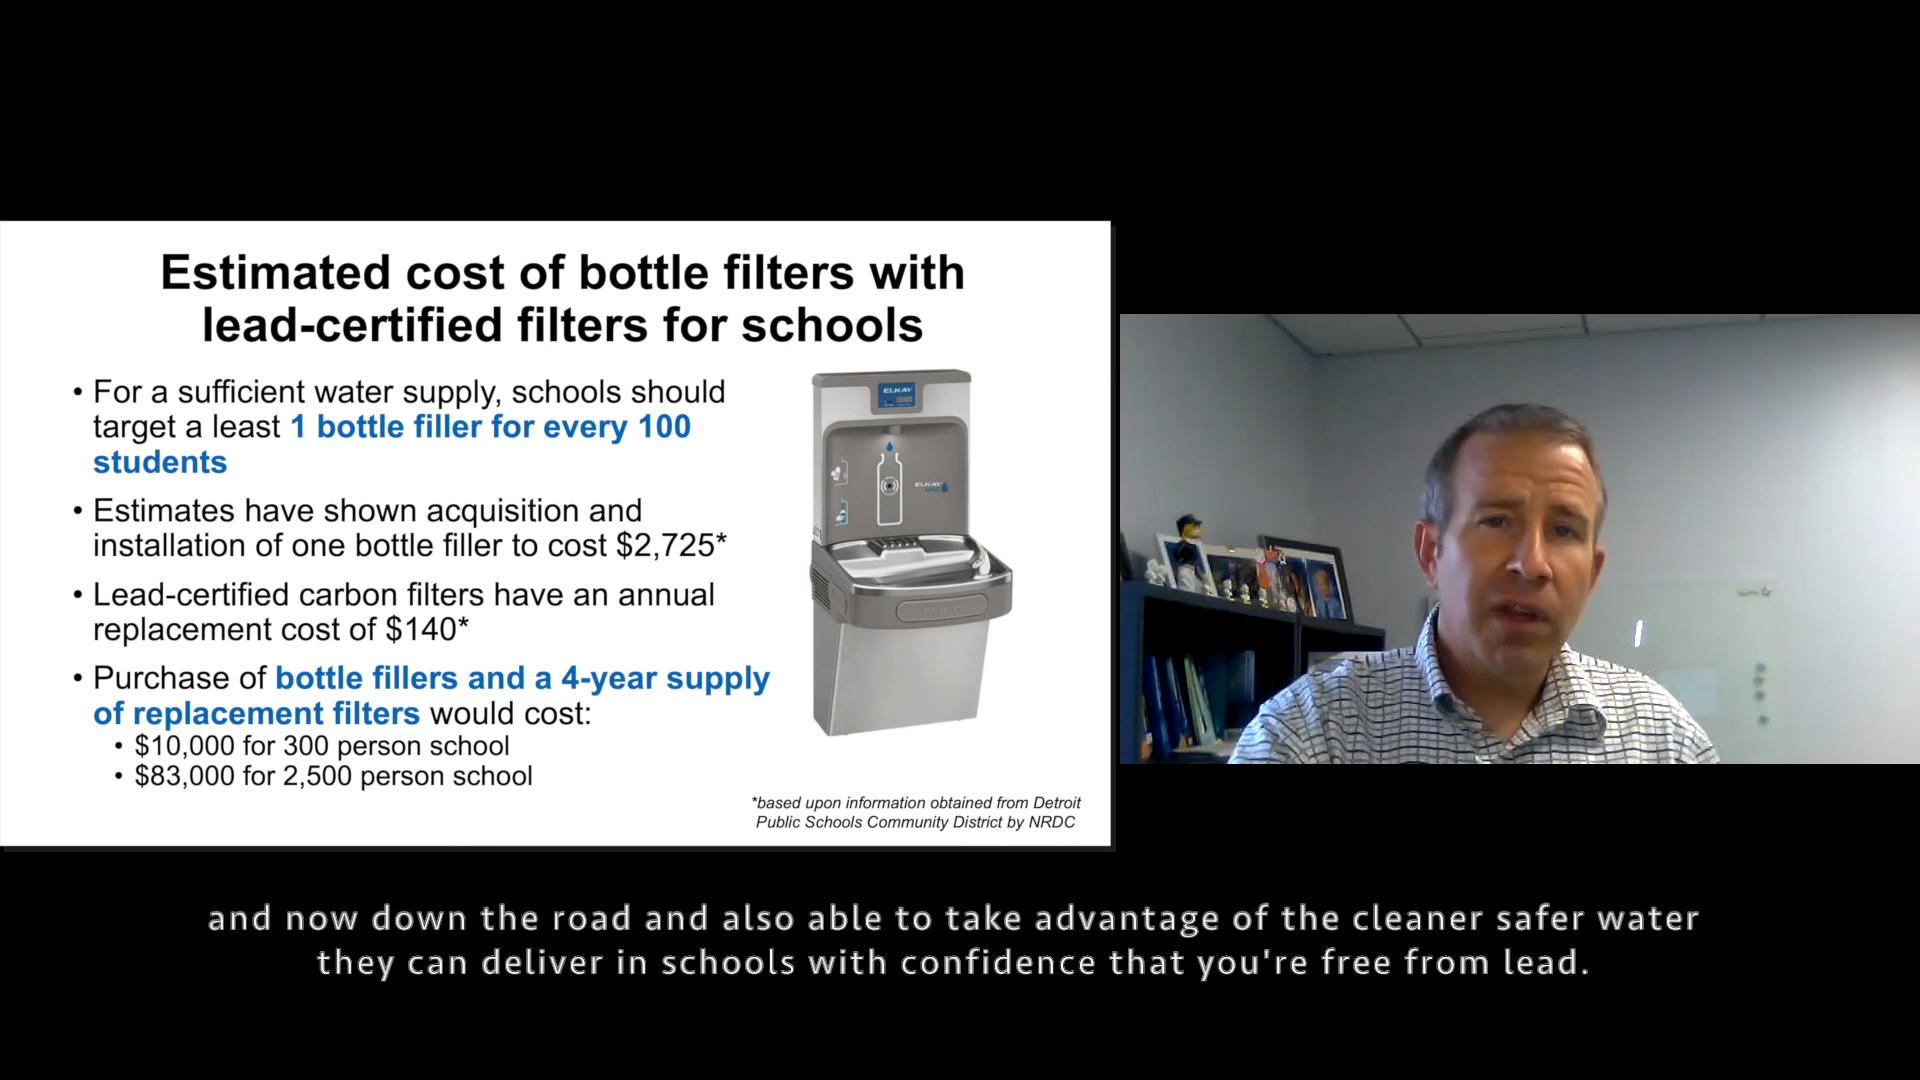 Estimated cost of bottle filters with
lead-certified filters for schools
• For a sufficient water supply, schools should
target a least 1 bottle filler for every 100
students
• Estimates have shown acquisition and
installation of one bottle filler to cost $2,725*
• Lead-certified carbon filters have an annual
replacement cost of $140*
• Purchase of bottle fillers and a 4-year supply
of replacement filters would cost:
• $10,000 for 300 person school
• $83,000 for 2,500 person school
ELKAY
ELKAY
*based upon information obtained from Detroit
Public Schools Community District by NRDC
and now down the road and also able to take advantage of the cleaner safer water
they can deliver in schools with confidence that you're free from lead.